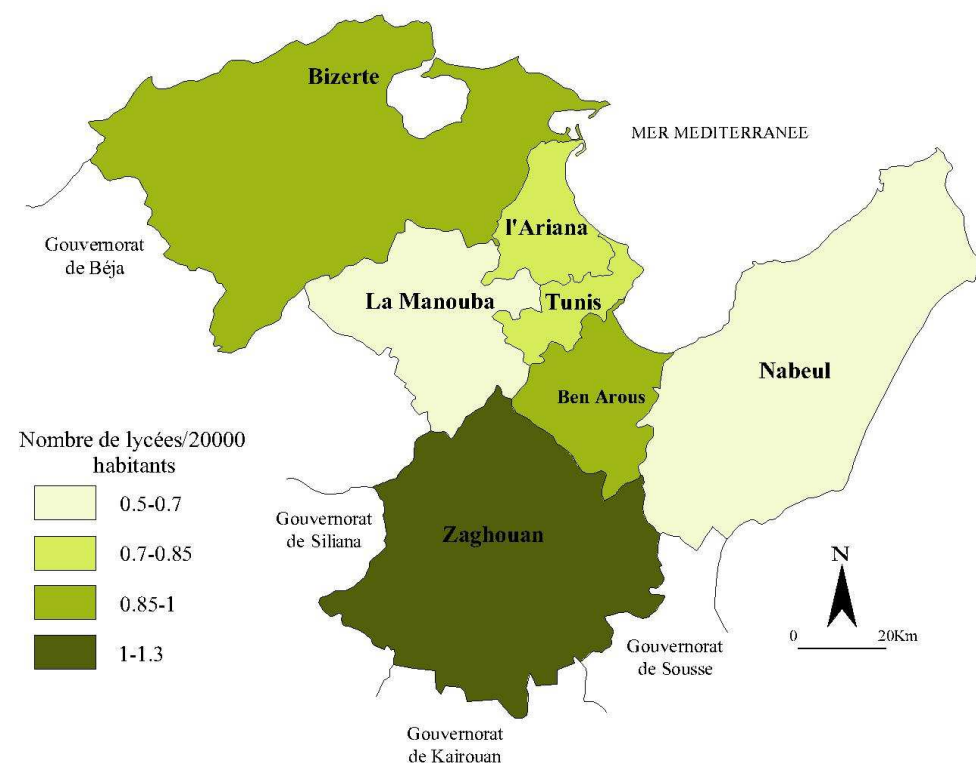 Bizerte
MER MEDITERRANEE
l'Ariana
Gouvernorat
de Béja
La Manouba
Tunis
Nabeul
Ben Arous
Nombre de lycées/20000
habitants
0.5-0.7
0.7-0.85
0.85-1
1-1.3
Gouvernorat
de Siliana
Zaghouan
N
0 20Km
Gouvernorat
de Sousse
Gouvernorat
de Kairouan